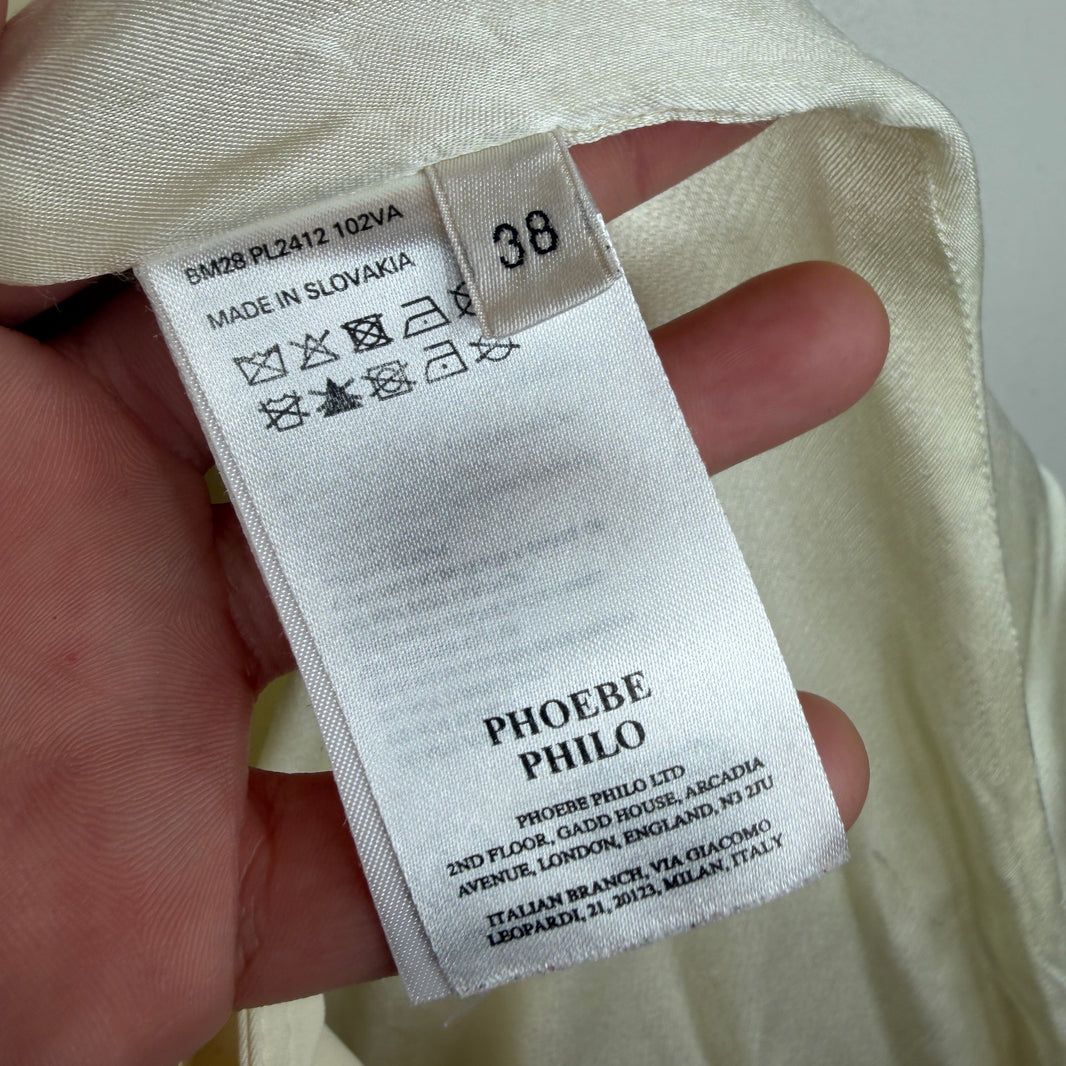 BM28 PL2412 102VA
MADE IN SLOVAKIA
38
PHOEBE
PHILO
PHOEBE PHILO LTD
2ND FLOOR, GADD HOUSE, ARCADIA
AVENUE, LONDON, ENGLAND, N3 2JU
ITALIAN BRANCH, VIA GIACOMO
LEOPARDI, 21, 20123, MILAN, ITALY